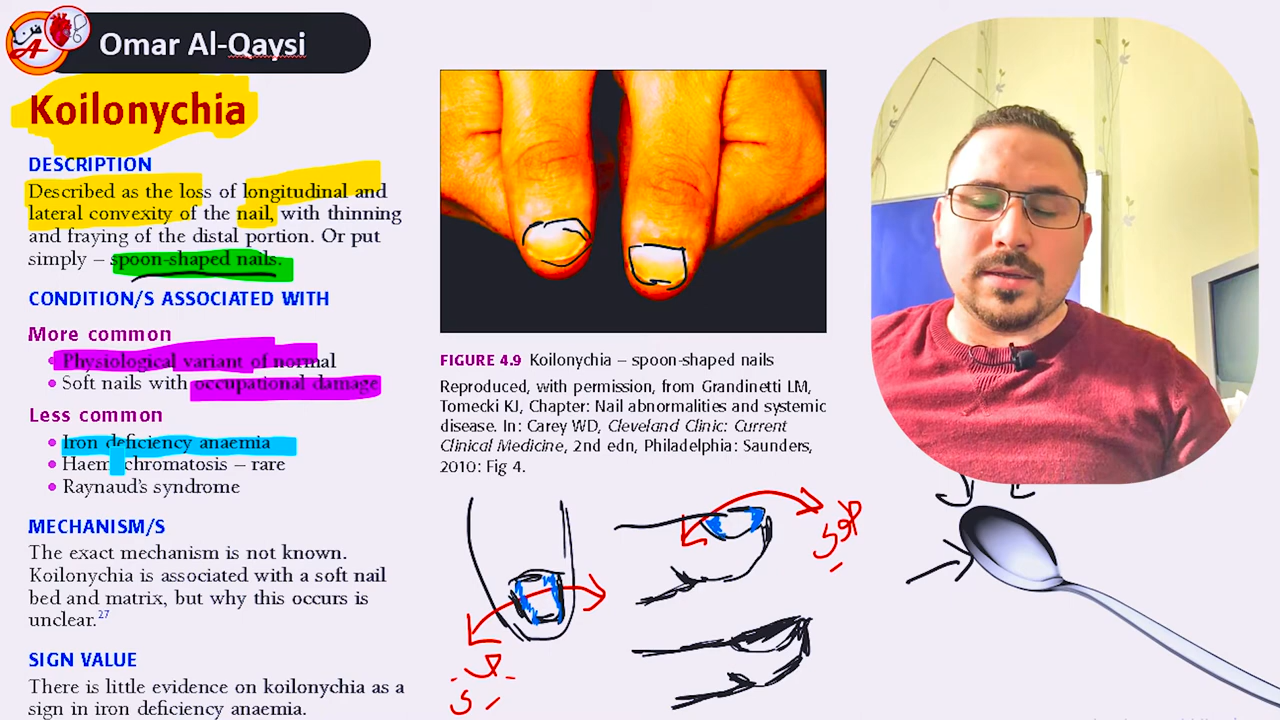 Omar Al-Qaysi
Koilonychia
DESCRIPTION
Described as the loss of longitudinal and
lateral convexity of the nail, with thinning
and fraying of the distal portion. Or put
simply – spoon-shaped nails.
CONDITION/S ASSOCIATED WITH
More common
• Physiological variant of normal
• Soft nails with occupational damage
Less common
• Iron deficiency anaemia
• Haemochromatosis – rare
• Raynaud's syndrome
MECHANISM/S
The exact mechanism is not known.
Koilonychia is associated with a soft nail
bed and matrix, but why this occurs is
unclear.27
SIGN VALUE
There is little evidence on koilonychia as a
sign in iron deficiency anaemia.
FIGURE 4.9 Koilonychia – spoon-shaped nails
Reproduced, with permission, from Grandinetti LM,
Tomecki KJ, Chapter: Nail abnormalities and systemic
disease. In: Carey WD, Cleveland Clinic: Current
Clinical Medicine, 2nd edn, Philadelphia: Saunders,
2010: Fig 4.